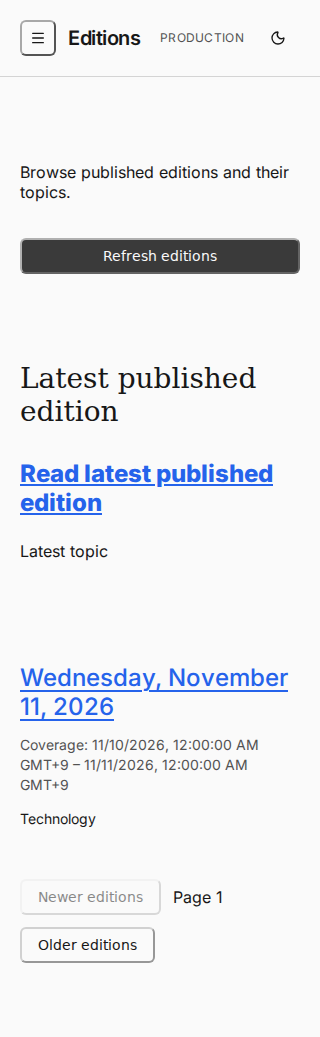 Editions PRODUCTION
Browse published editions and their
topics.
Refresh editions
Latest published
edition
Read latest published
edition
Latest topic
Wednesday, November
11, 2026
Coverage: 11/10/2026, 12:00:00 AM
GMT+9 – 11/11/2026, 12:00:00 AM
GMT+9
Technology
Newer editions Page 1
Older editions